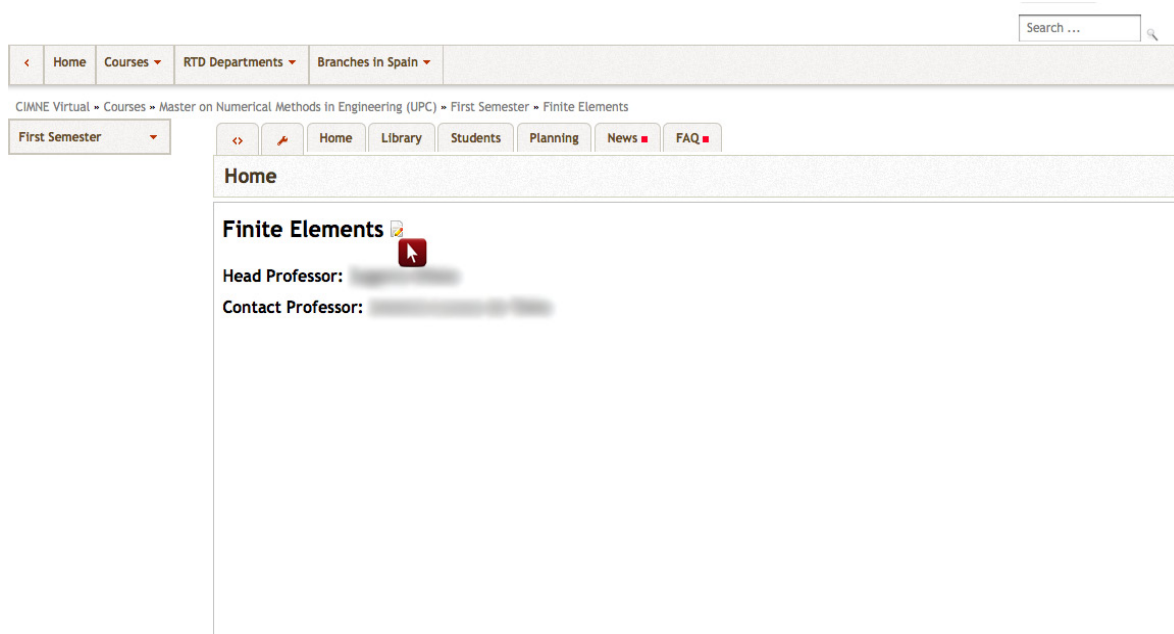 Search ...
Home Courses RTD Departments Branches in Spain
CIMNE Virtual » Courses » Master on Numerical Methods in Engineering (UPC) » First Semester » Finite Elements
First Semester
Home Library Students Planning News FAQ
Home
Finite Elements
Head Professor:
Contact Professor: